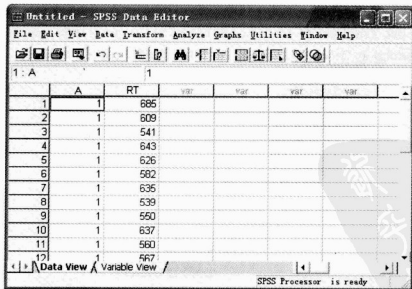 Untitled - SPSS Data Editor
File Edit View Data Transform Analyze Graphs Utilities Window Help
1 : A 1
A RT var var var var
1 1 685
2 1 609
3 1 541
4 1 643
5 1 626
6 1 582
7 1 635
8 1 539
9 1 550
10 1 637
11 1 560
12 1 567
Data View Variable View
SPSS Processor is ready